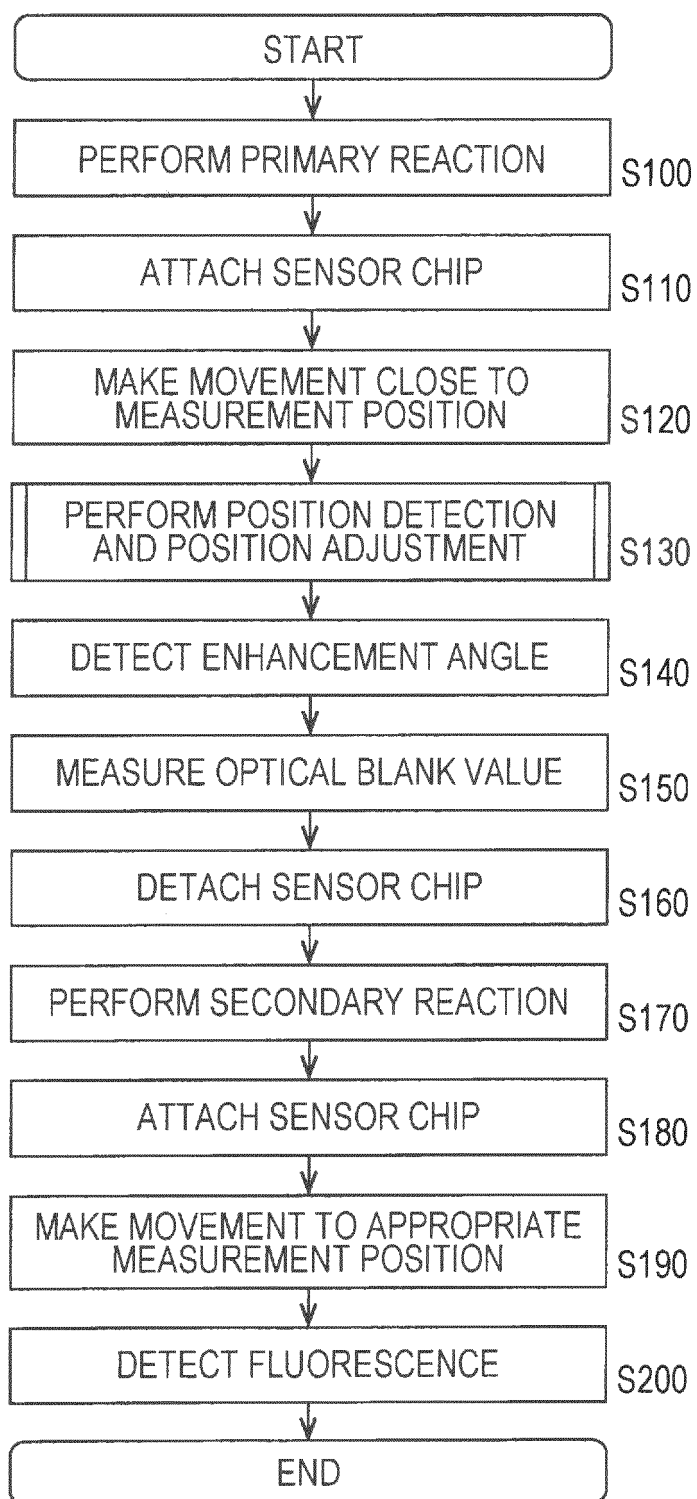 START
PERFORM PRIMARY REACTION
S100
ATTACH SENSOR CHIP
S110
MAKE MOVEMENT CLOSE TO
MEASUREMENT POSITION
S120
PERFORM POSITION DETECTION
AND POSITION ADJUSTMENT
S130
DETECT ENHANCEMENT ANGLE
S140
MEASURE OPTICAL BLANK VALUE
S150
DETACH SENSOR CHIP
S160
PERFORM SECONDARY REACTION
S170
ATTACH SENSOR CHIP
S180
MAKE MOVEMENT TO APPROPRIATE
MEASUREMENT POSITION
S190
DETECT FLUORESCENCE
S200
END